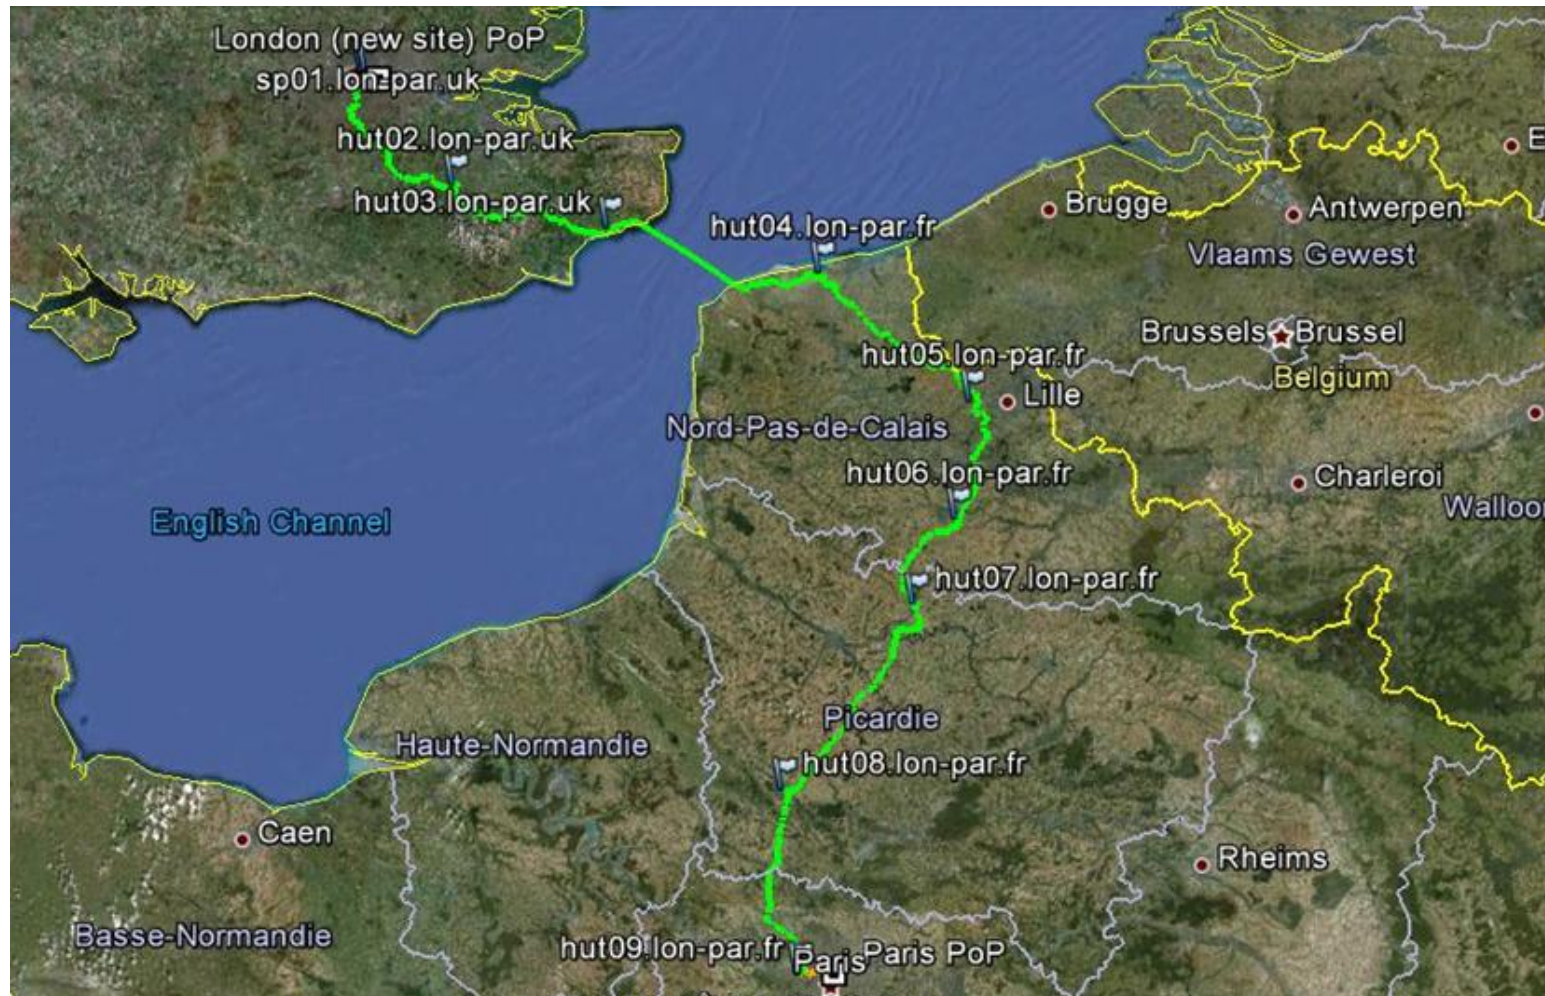 London (new site) PoP
sp01.lon-par.uk
hut02.lon-par.uk
hut03.lon-par.uk
hut04.lon-par.fr
Brugge
Antwerpen
E
Vlaams Gewest
Brussels Brussel
Belgium
hut05.lon-par.fr
Lille
Nord-Pas-de-Calais
hut06.lon-par.fr
Charleroi
Walloo
English Channel
hut07.lon-par.fr
Picardie
Haute-Normandie
hut08.lon-par.fr
Caen
Rheims
Basse-Normandie
hut09.lon-par.fr
Paris
Paris PoP